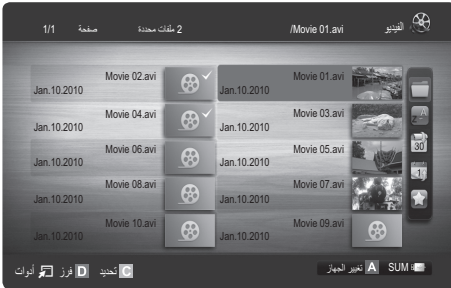 الفيديو /Movie 01.avi 2 ملفات محددة صفحة 1/1
Movie 01.avi Movie 02.avi
Jan.10.2010 Jan.10.2010
Movie 03.avi Movie 04.avi
Jan.10.2010 Jan.10.2010
Movie 05.avi Movie 06.avi
Jan.10.2010 Jan.10.2010
Movie 07.avi Movie 08.avi
Jan.10.2010 Jan.10.2010
Movie 09.avi Movie 10.avi
Jan.10.2010 Jan.10.2010
30
1
SUM A تغيير الجهاز C تحديد D فرز أدوات